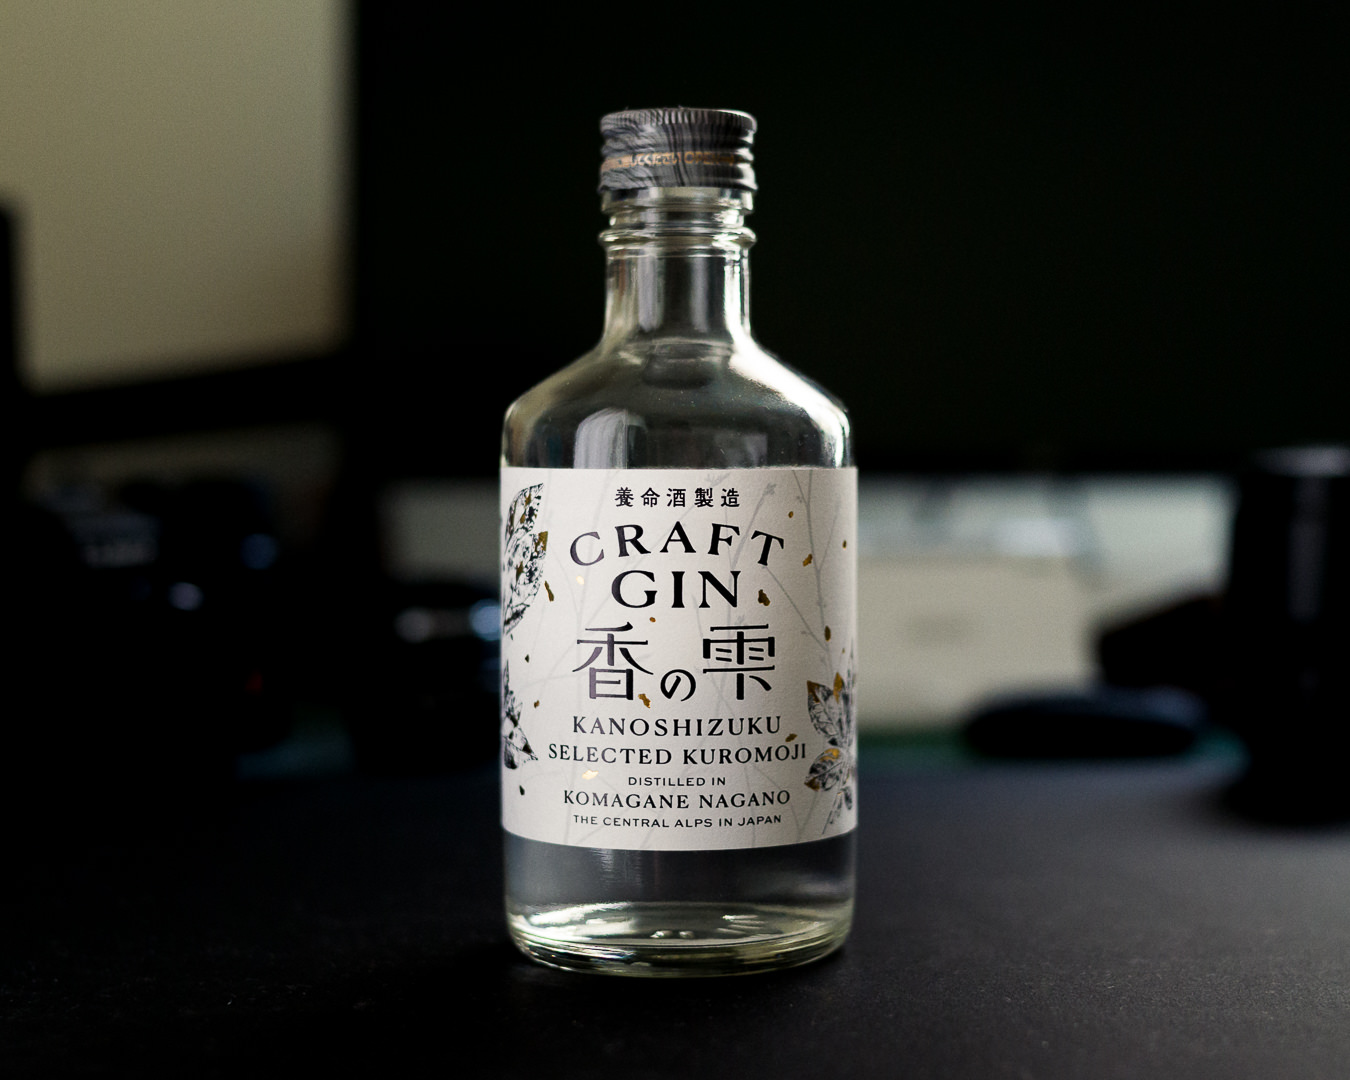 養命酒製造
CRAFT
GIN
香の雫
KANOSHIZUKU
SELECTED KUROMOJI
DISTILLED IN
KOMAGANE NAGANO
THE CENTRAL ALPS IN JAPAN